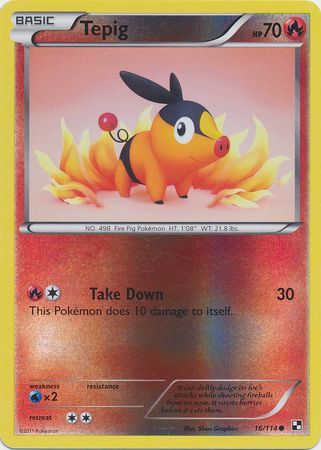 BASIC
Tepig
HP 70
NO. 498 Fire Pig Pokémon HT. 1'08" WT. 21.8 lbs.
Take Down 30
This Pokémon does 10 damage to itself.
weakness resistance
×2
retreat
It can deftly dodge its foe's
attacks while shooting fireballs
from its nose. It roasts berries
before it eats them.
Illus. 5ban Graphics
16/114
©2011 Pokémon